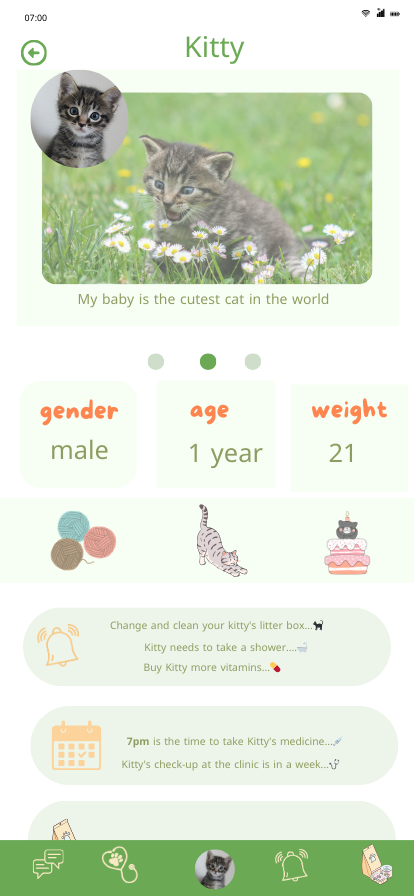 07:00
Kitty
My baby is the cutest cat in the world
gender age weight
male 1 year 21
Change and clean your kitty's litter box...
Kitty needs to take a shower....
Buy Kitty more vitamins...
7pm is the time to take Kitty's medicine...
Kitty's check-up at the clinic is in a week...